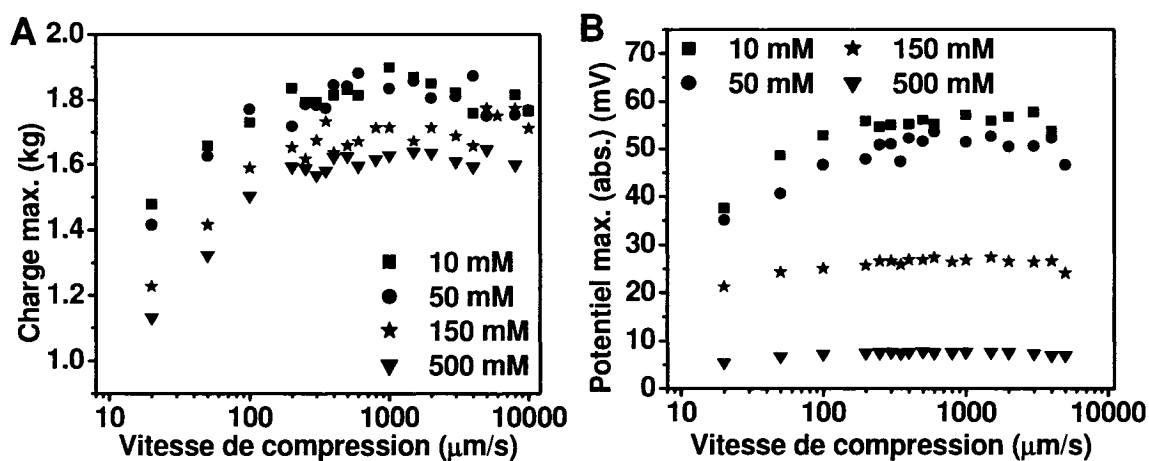 A
2.0
1.8
1.6
1.4
1.2
1.0
Charge max. (kg)
10 mM
50 mM
150 mM
500 mM
10 100 1000 10000
Vitesse de compression (µm/s)
B
70
60
50
40
30
20
10
0
Potentiel max. (abs.) (mV)
10 mM 150 mM
50 mM 500 mM
10 100 1000 10000
Vitesse de compression (µm/s)